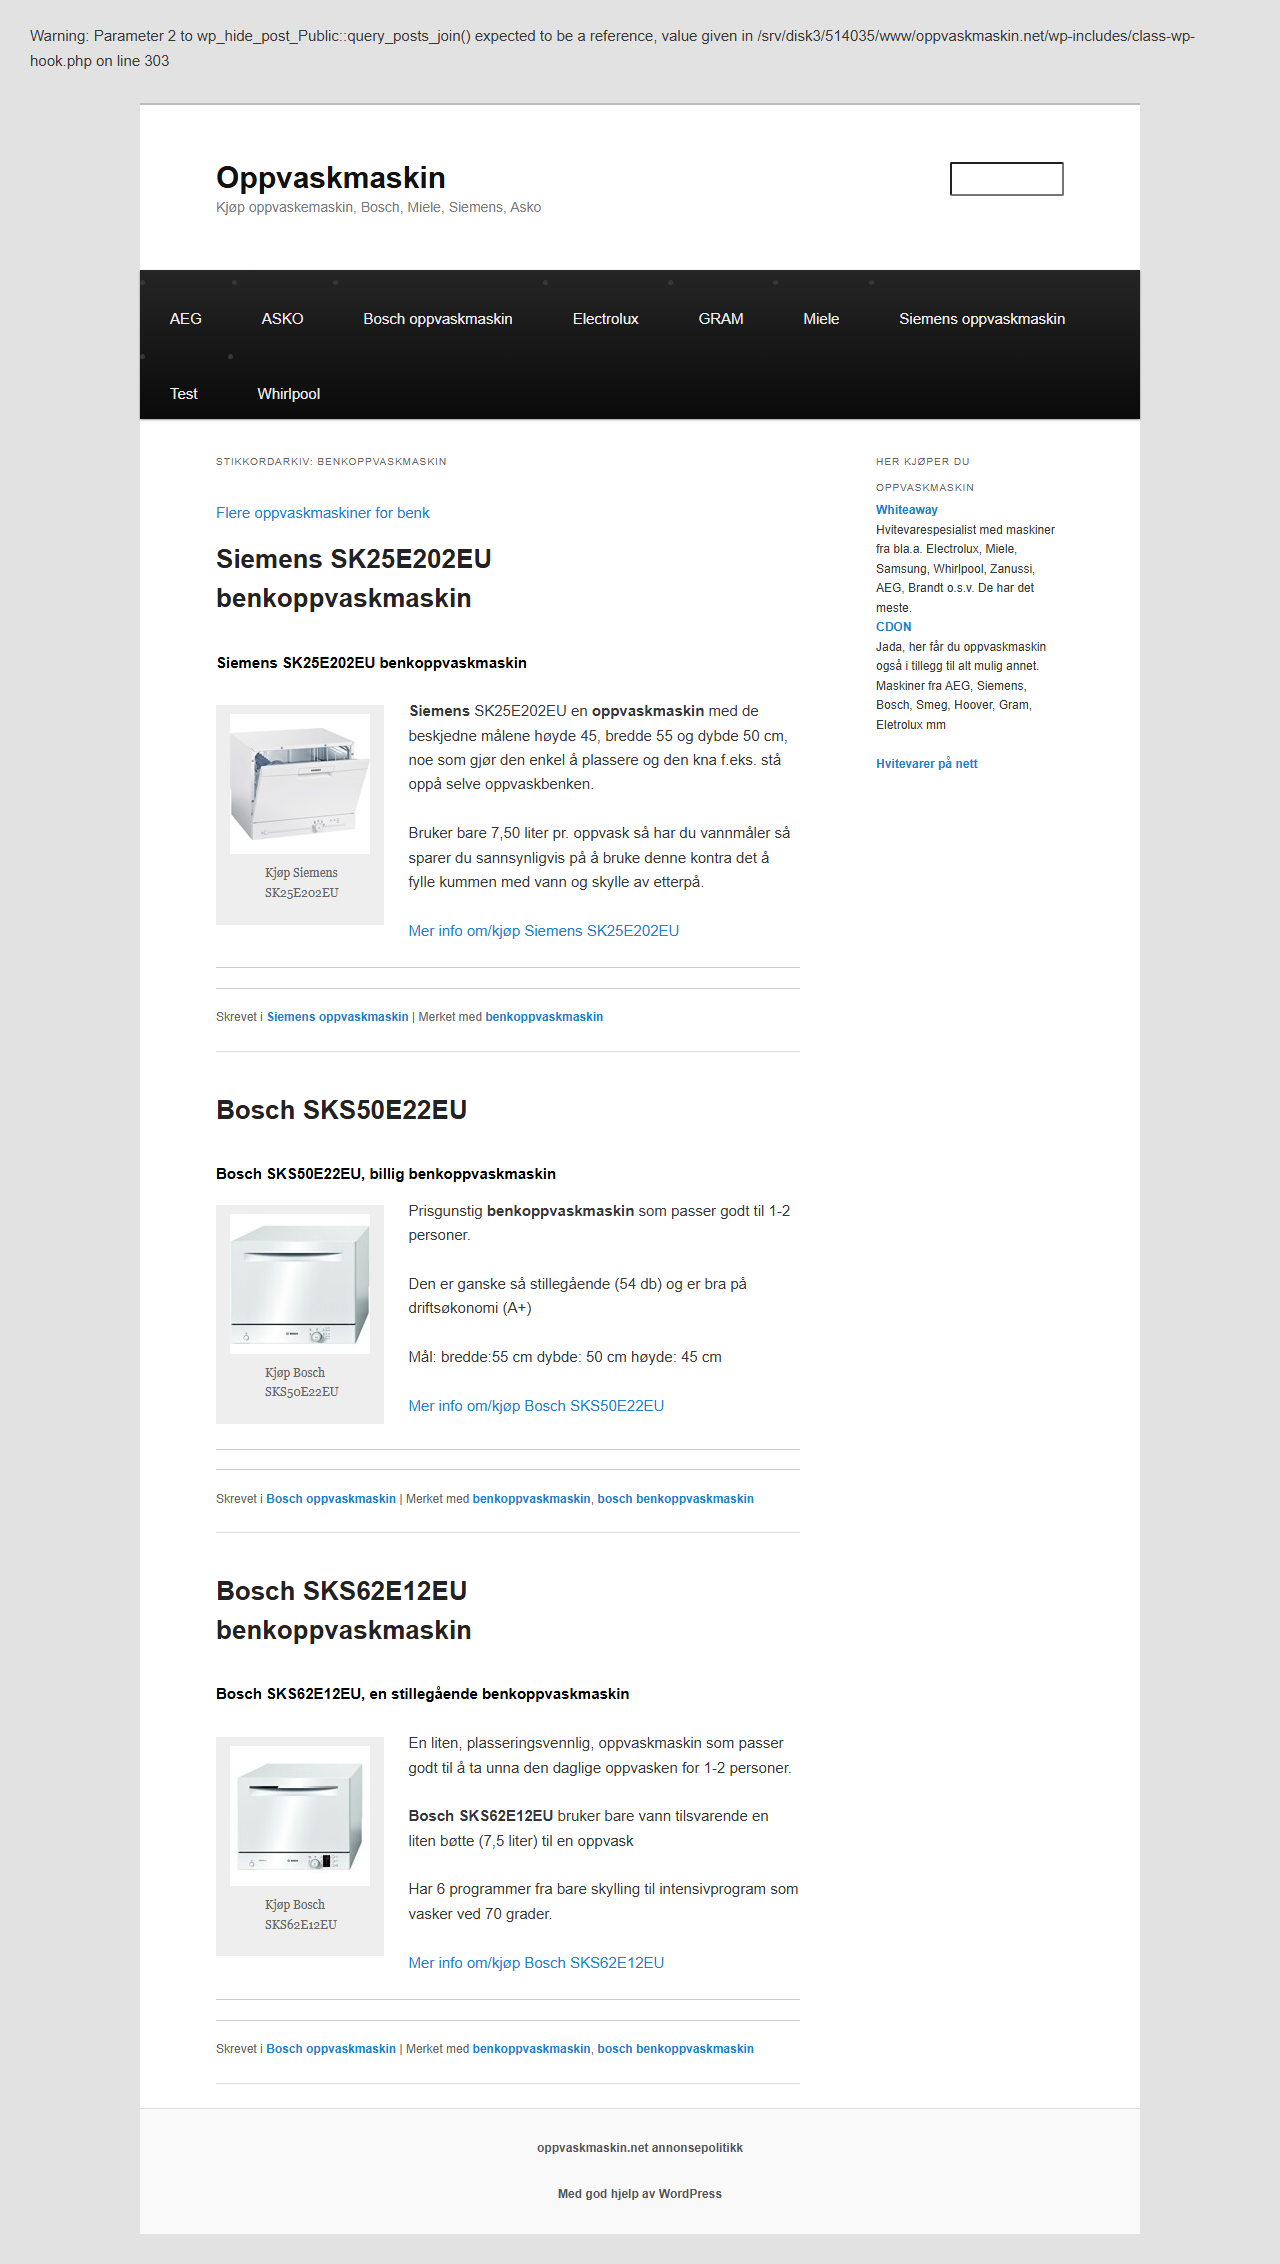 Warning: Parameter 2 to wp_hide_post_Public::query_posts_join() expected to be a reference, value given in /srv/disk3/514035/www/oppvaskmaskin.net/wp-includes/class-wp-
hook.php on line 303
Oppvaskmaskin
Kjøp oppvaskemaskin, Bosch, Miele, Siemens, Asko
AEG ASKO Bosch oppvaskmaskin Electrolux GRAM Miele Siemens oppvaskmaskin
Test Whirlpool
STIKKORDARKIV: BENKOPPVASKMASKIN
Flere oppvaskmaskiner for benk
Siemens SK25E202EU
benkoppvaskmaskin
Siemens SK25E202EU benkoppvaskmaskin
Siemens SK25E202EU en oppvaskmaskin med de
beskjedne målene høyde 45, bredde 55 og dybde 50 cm,
noe som gjør den enkel å plassere og den kna f.eks. stå
oppå selve oppvaskbenken.
Bruker bare 7,50 liter pr. oppvask så har du vannmåler så
sparer du sannsynligvis på å bruke denne kontra det å
fylle kummen med vann og skylle av etterpå.
Kjøp Siemens
SK25E202EU
Mer info om/kjøp Siemens SK25E202EU
Skrevet i Siemens oppvaskmaskin | Merket med benkoppvaskmaskin
Bosch SKS50E22EU
Bosch SKS50E22EU, billig benkoppvaskmaskin
Prisgunstig benkoppvaskmaskin som passer godt til 1-2
personer.
Den er ganske så stillegående (54 db) og er bra på
driftsøkonomi (A+)
Mål: bredde:55 cm dybde: 50 cm høyde: 45 cm
Kjøp Bosch
SKS50E22EU
Mer info om/kjøp Bosch SKS50E22EU
Skrevet i Bosch oppvaskmaskin | Merket med benkoppvaskmaskin, bosch benkoppvaskmaskin
Bosch SKS62E12EU
benkoppvaskmaskin
Bosch SKS62E12EU, en stillegående benkoppvaskmaskin
En liten, plasseringsvennlig, oppvaskmaskin som passer
godt til å ta unna den daglige oppvasken for 1-2 personer.
Bosch SKS62E12EU bruker bare vann tilsvarende en
liten bøtte (7,5 liter) til en oppvask
Har 6 programmer fra bare skylling til intensivprogram som
vasker ved 70 grader.
Kjøp Bosch
SKS62E12EU
Mer info om/kjøp Bosch SKS62E12EU
Skrevet i Bosch oppvaskmaskin | Merket med benkoppvaskmaskin, bosch benkoppvaskmaskin
HER KJØPER DU
OPPVASKMASKIN
Whiteaway
Hvitevarespesialist med maskiner
fra bla.a. Electrolux, Miele,
Samsung, Whirlpool, Zanussi,
AEG, Brandt o.s.v. De har det
meste.
CDON
Jada, her får du oppvaskmaskin
også i tillegg til alt mulig annet.
Maskiner fra AEG, Siemens,
Bosch, Smeg, Hoover, Gram,
Eletrolux mm
Hvitevarer på nett
oppvaskmaskin.net annonsepolitikk
Med god hjelp av WordPress